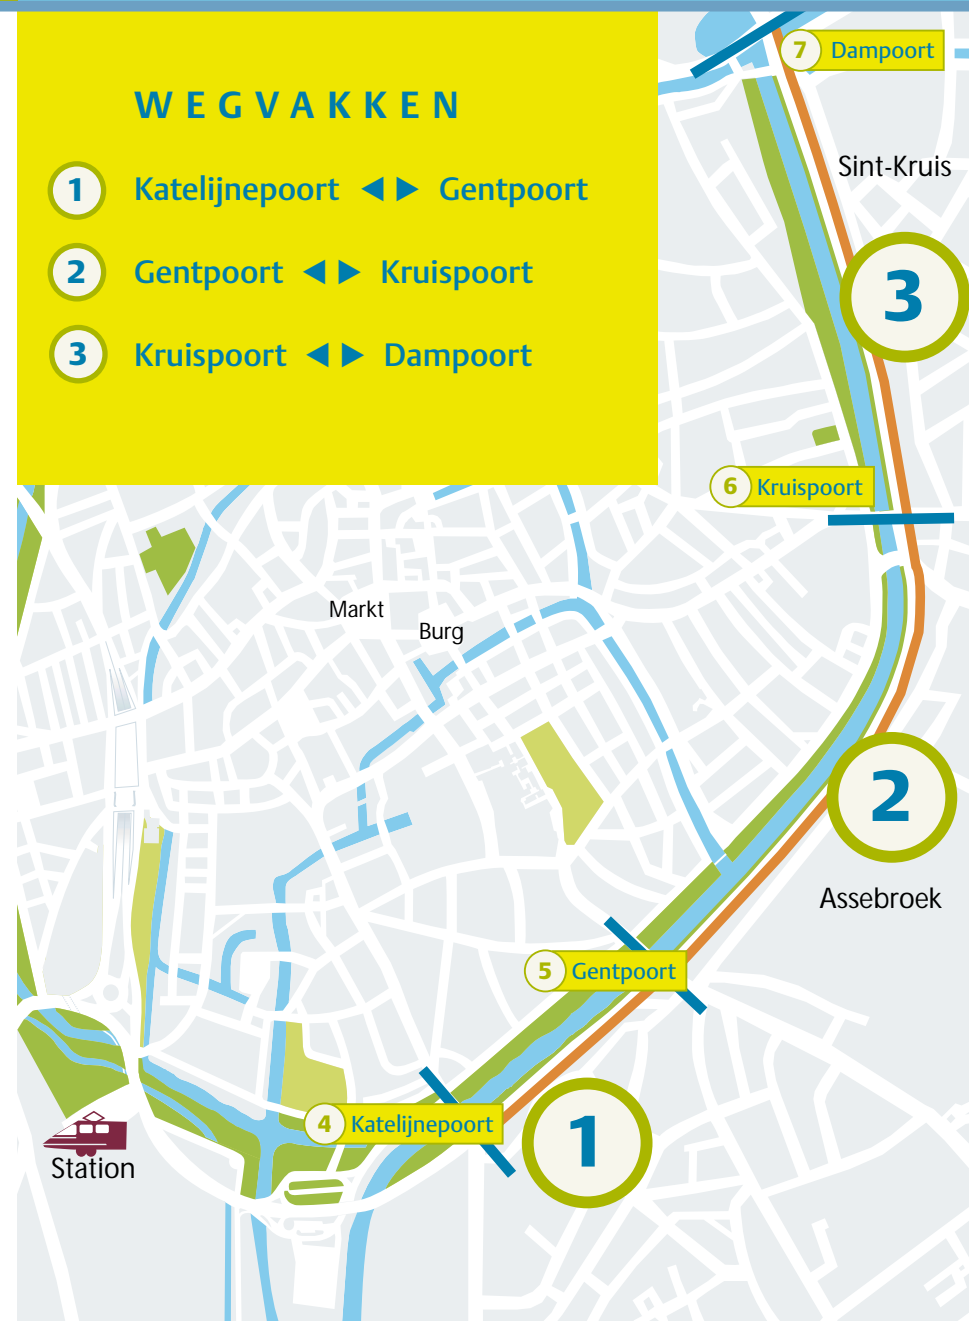 WEGVAKKEN
1 Katelijnepoort ◀ ▶ Gentpoort
2 Gentpoort ◀ ▶ Kruispoort
3 Kruispoort ◀ ▶ Dampoort
7 Dampoort
Sint-Kruis
3
6 Kruispoort
Markt
Burg
2
Assebroek
5 Gentpoort
4 Katelijnepoort
1
Station